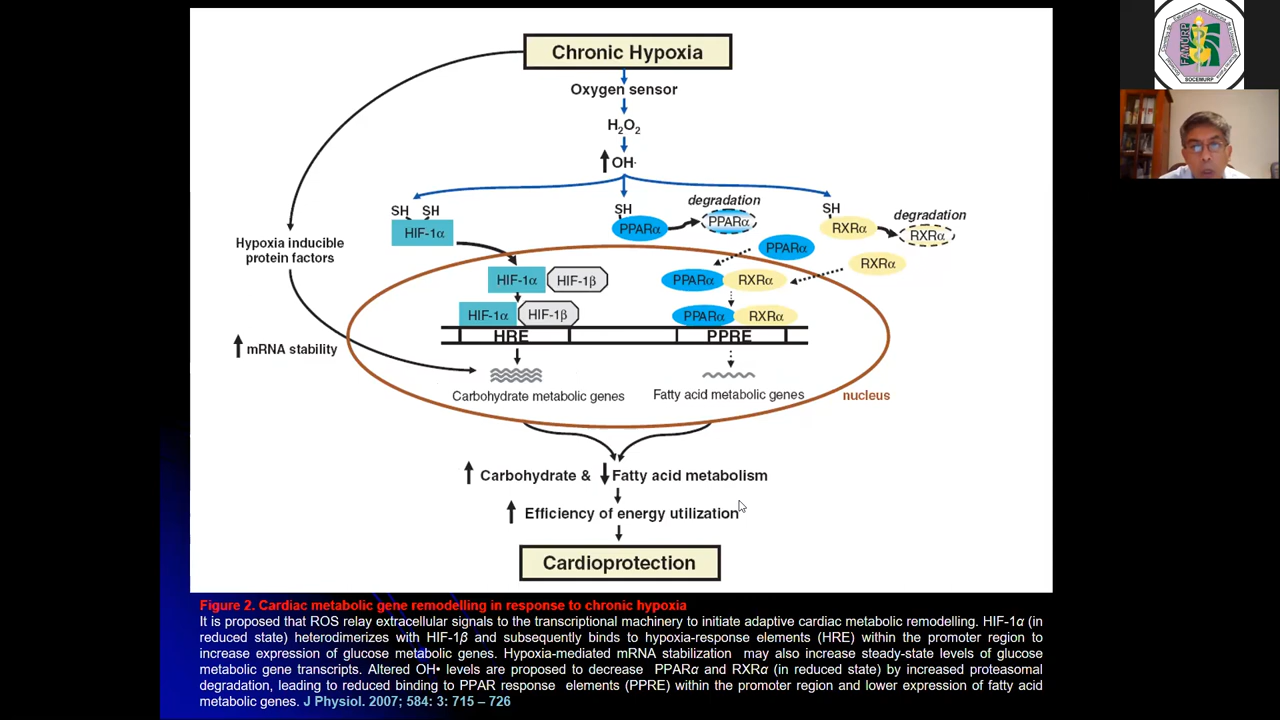 Chronic Hypoxia
Oxygen sensor
H₂O₂
OH·
SH SH
HIF-1α
SH
PPARα
degradation
PPARα
SH
RXRα
degradation
RXRα
Hypoxia inducible
protein factors
PPARα
RXRα
HIF-1α HIF-1β
PPARα RXRα
HIF-1α HIF-1β
PPARα RXRα
HRE
PPRE
mRNA stability
Carbohydrate metabolic genes
Fatty acid metabolic genes
nucleus
Carbohydrate & Fatty acid metabolism
Efficiency of energy utilization
Cardioprotection
Figure 2. Cardiac metabolic gene remodelling in response to chronic hypoxia
It is proposed that ROS relay extracellular signals to the transcriptional machinery to initiate adaptive cardiac metabolic remodelling. HIF-1α (in
reduced state) heterodimerizes with HIF-1β and subsequently binds to hypoxia-response elements (HRE) within the promoter region to
increase expression of glucose metabolic genes. Hypoxia-mediated mRNA stabilization may also increase steady-state levels of glucose
metabolic gene transcripts. Altered OH• levels are proposed to decrease PPARα and RXRα (in reduced state) by increased proteasomal
degradation, leading to reduced binding to PPAR response elements (PPRE) within the promoter region and lower expression of fatty acid
metabolic genes. J Physiol. 2007; 584: 3: 715 – 726
FAMURP
SOCEMURP